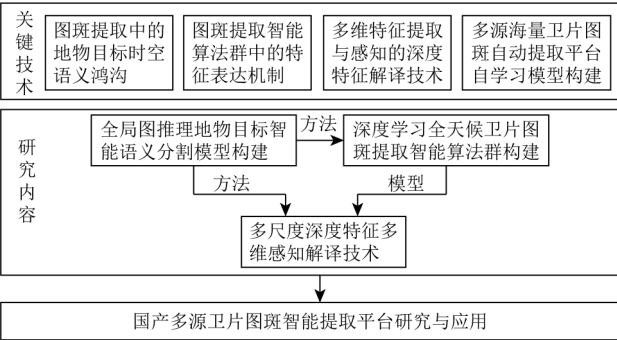 关键技术
图斑提取中的
地物目标时空
语义鸿沟
图斑提取智能
算法群中的特
征表达机制
多维特征提取
与感知的深度
特征解译技术
多源海量卫片图
斑自动提取平台
自学习模型构建
研究内容
全局图推理地物目标智
能语义分割模型构建
方法
深度学习全天候卫片图
斑提取智能算法群构建
方法
模型
多尺度深度特征多
维感知解译技术
国产多源卫片图斑智能提取平台研究与应用